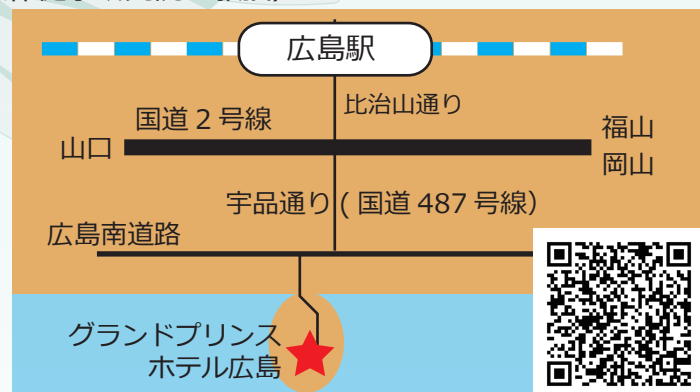 広島駅
比治山通り
国道 2 号線
山口
福山
岡山
宇品通り ( 国道 487 号線)
広島南道路
グランドプリンス
ホテル広島